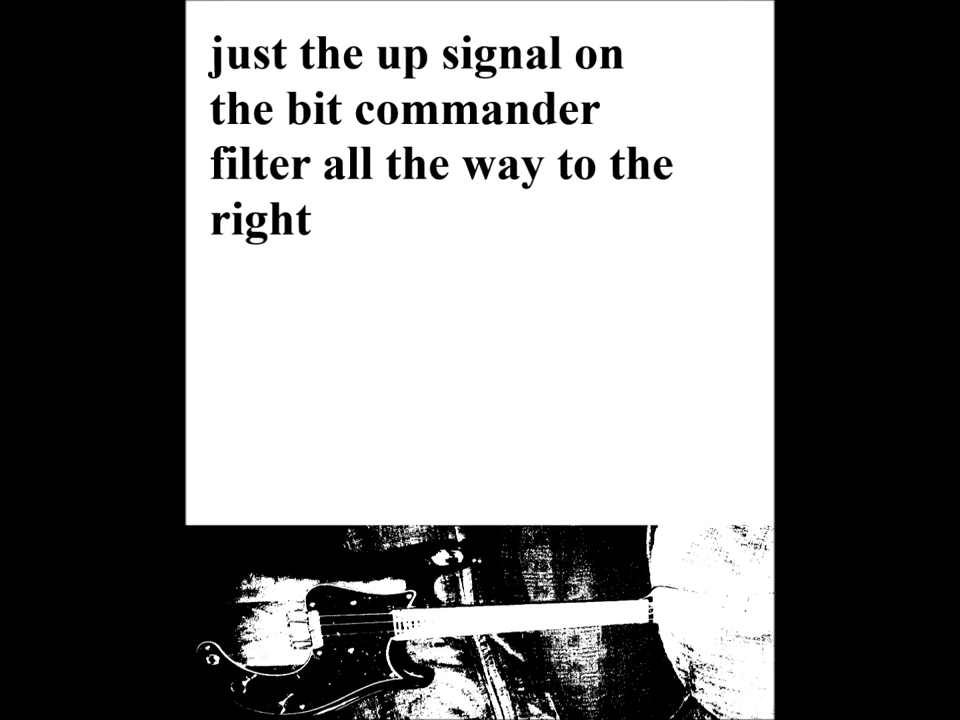 just the up signal on
the bit commander
filter all the way to the
right